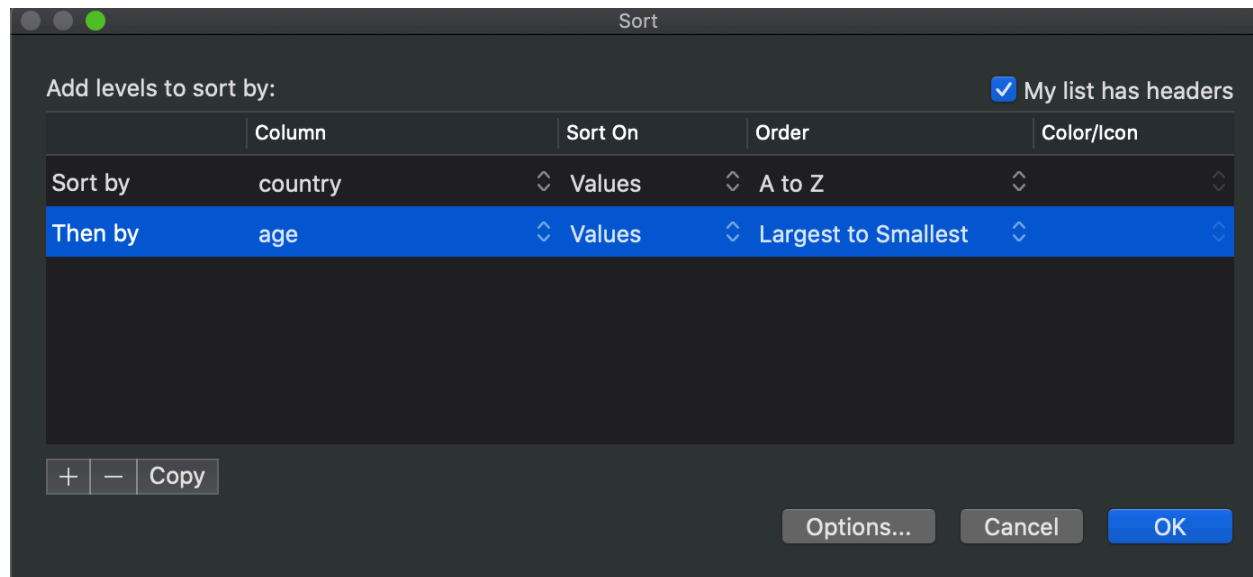 Sort
Add levels to sort by:
My list has headers
Column Sort On Order Color/Icon
Sort by country Values A to Z
Then by age Values Largest to Smallest
+ − Copy
Options... Cancel OK